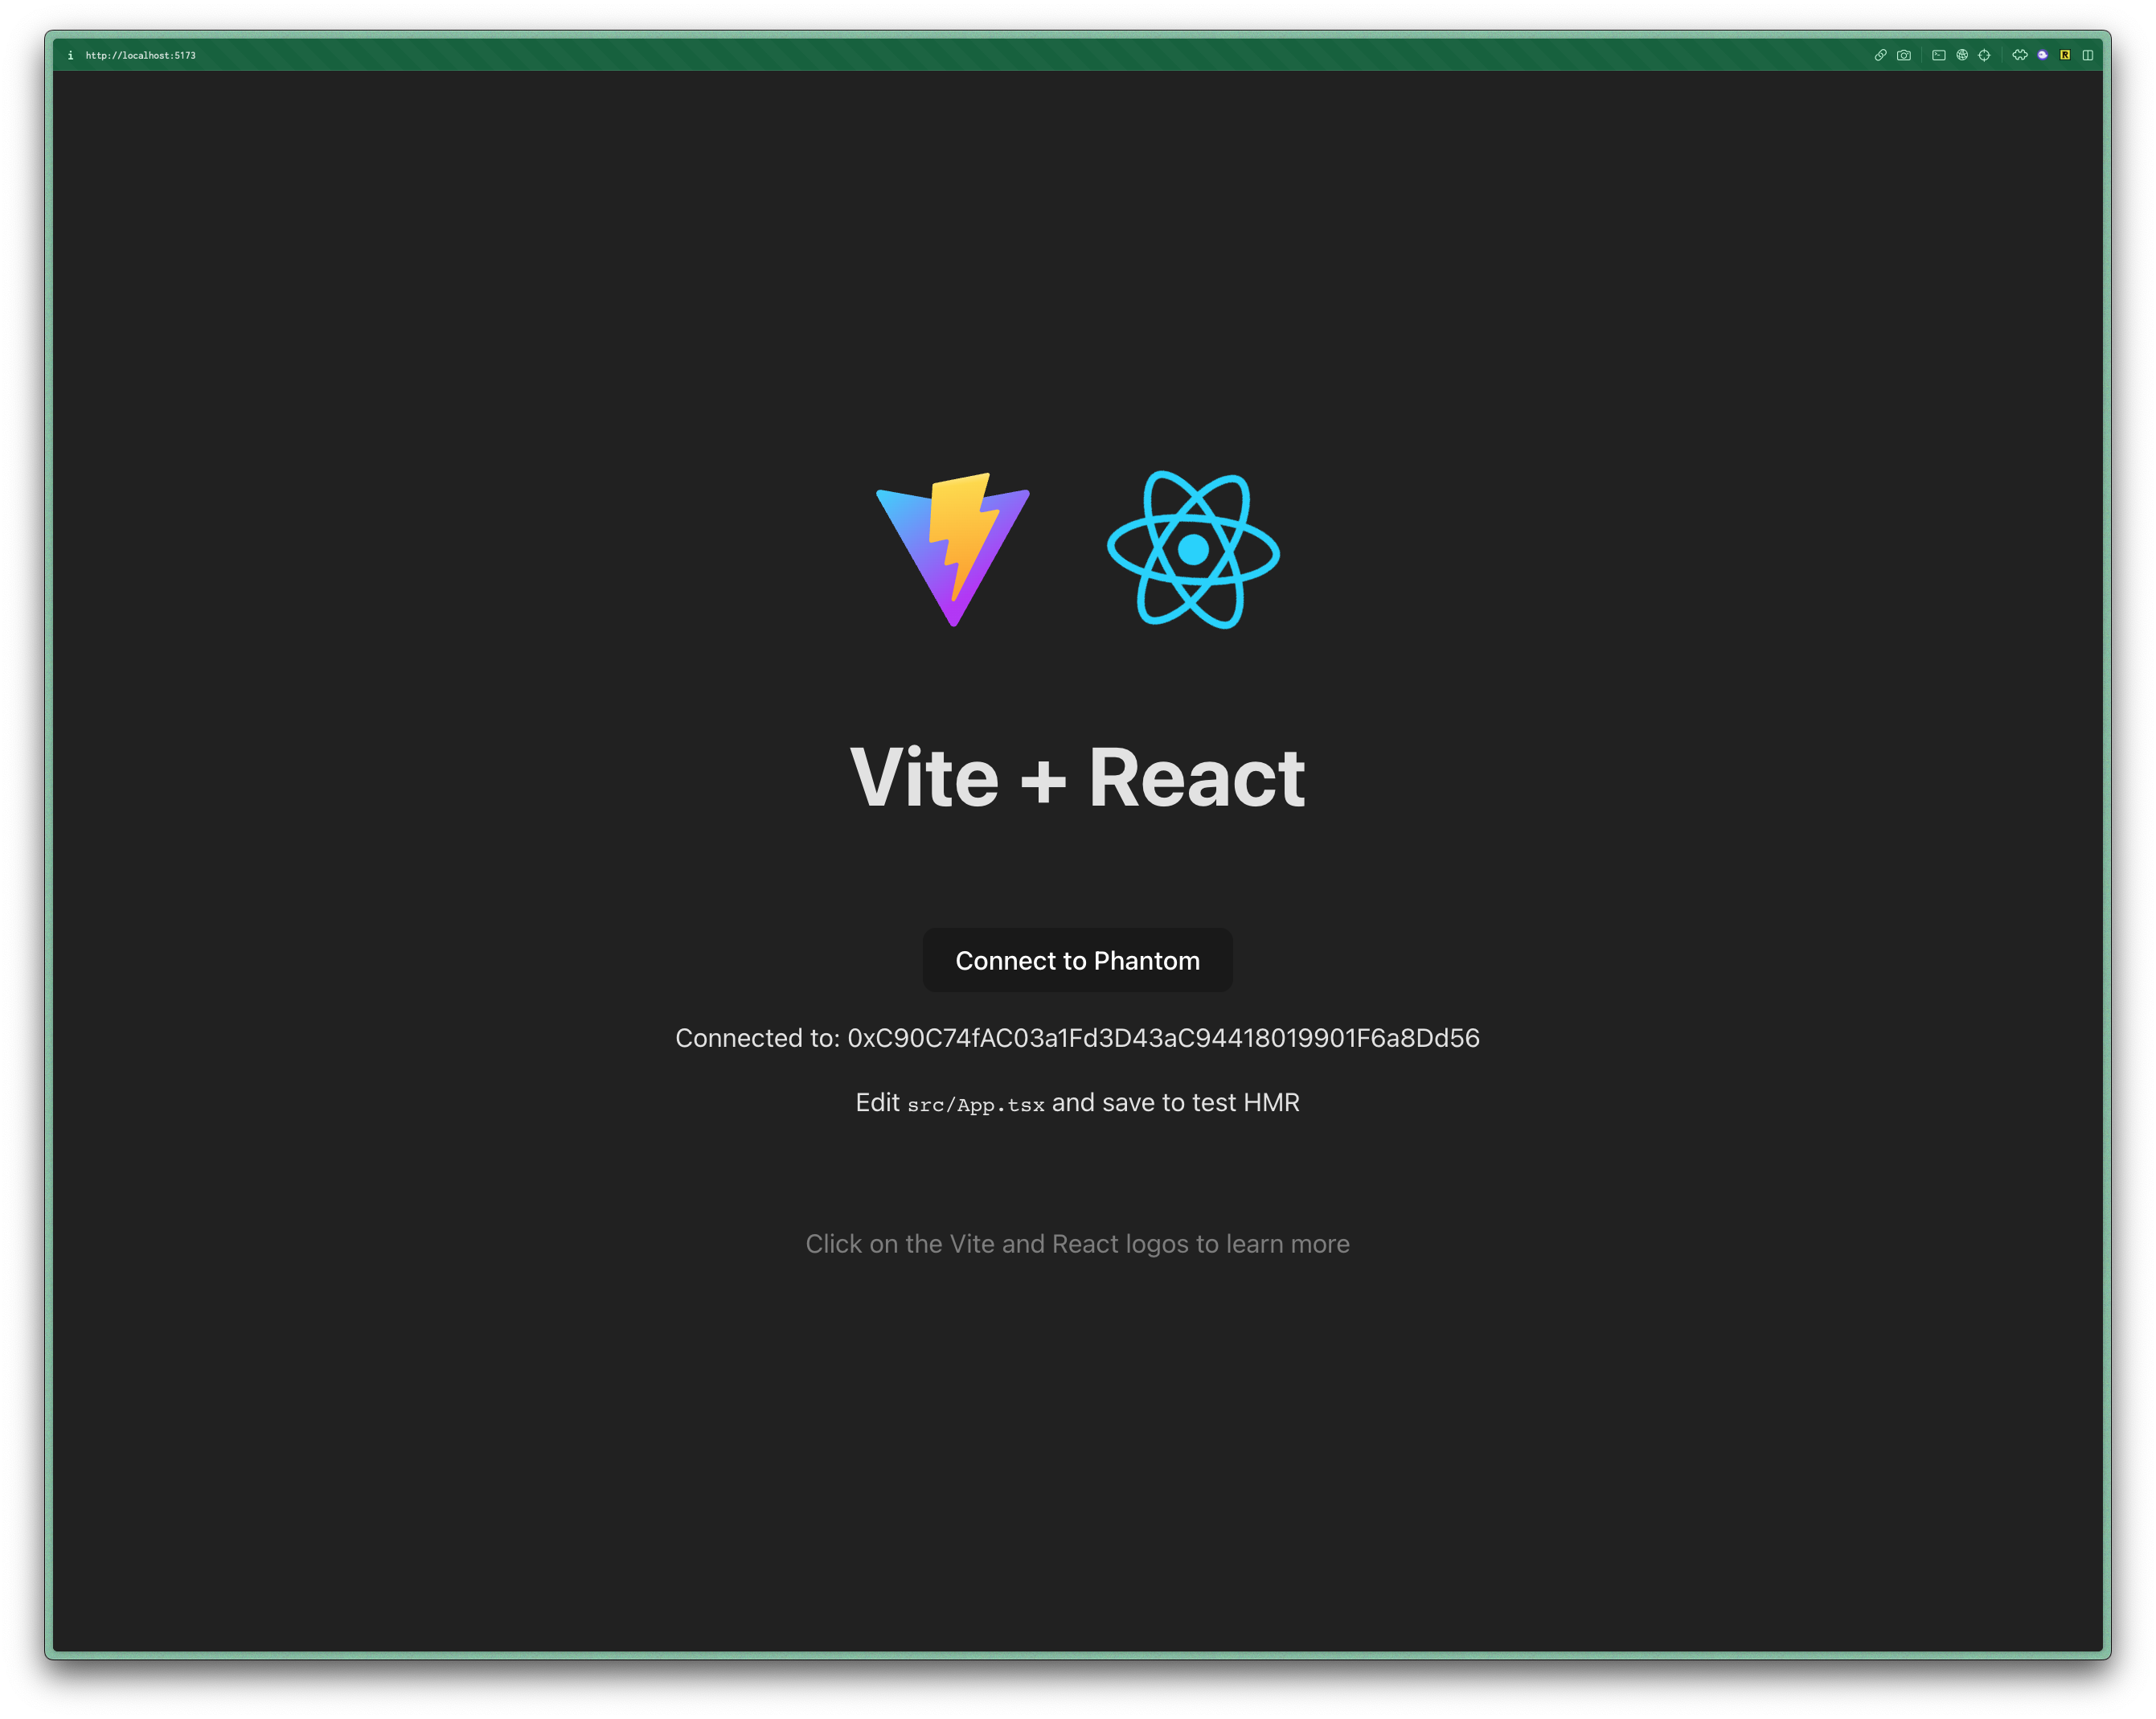 i http://localhost:5173
R
Vite + React
Connect to Phantom
Connected to: 0xC90C74fAC03a1Fd3D43aC94418019901F6a8Dd56
Edit src/App.tsx and save to test HMR
Click on the Vite and React logos to learn more